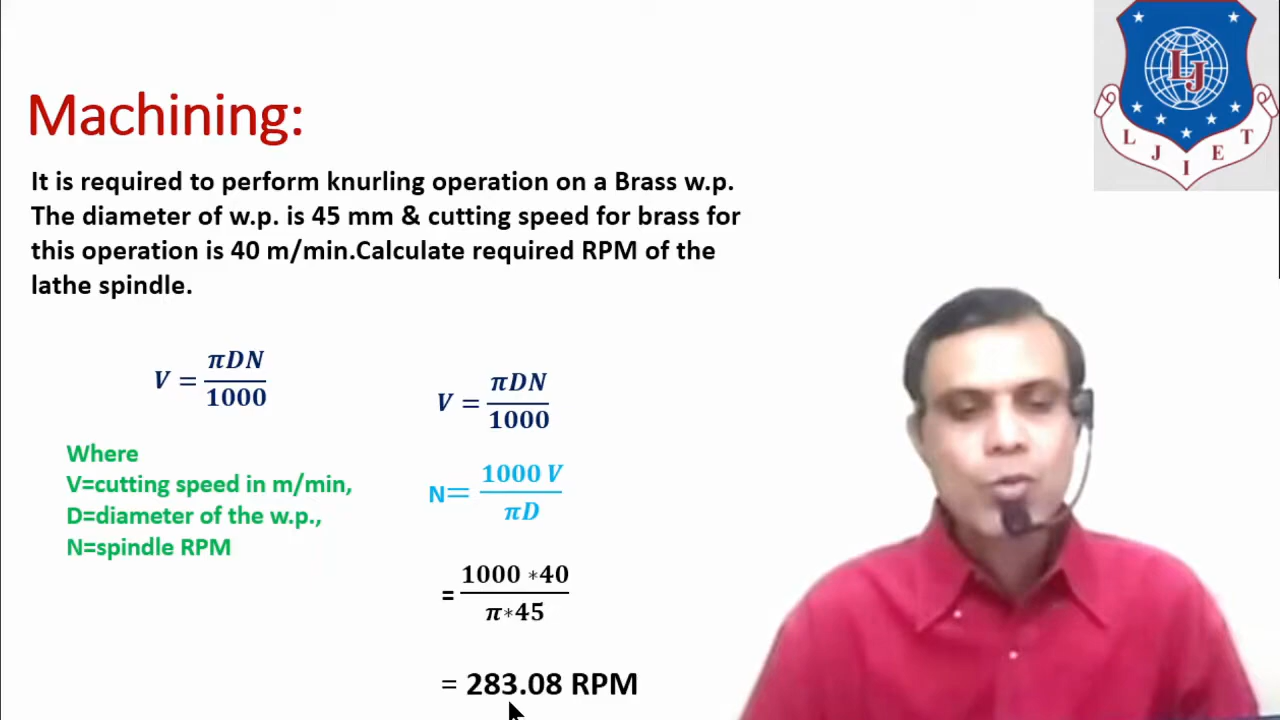 Machining:
It is required to perform knurling operation on a Brass w.p.
The diameter of w.p. is 45 mm & cutting speed for brass for
this operation is 40 m/min.Calculate required RPM of the
lathe spindle.
V = πDN/1000
Where
V=cutting speed in m/min,
D=diameter of the w.p.,
N=spindle RPM
V = πDN/1000
N= 1000 V/πD
= 1000 *40/π*45
= 283.08 RPM
LJ
L J I E T